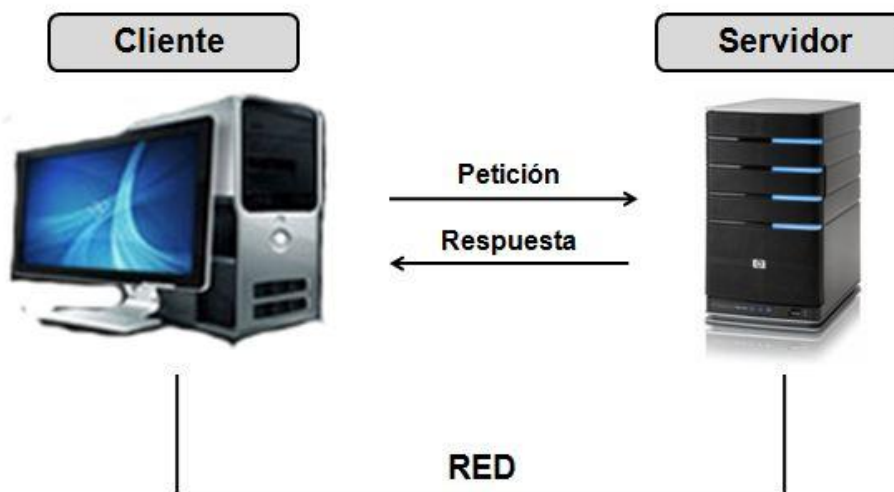 Cliente
Servidor
Petición
Respuesta
RED